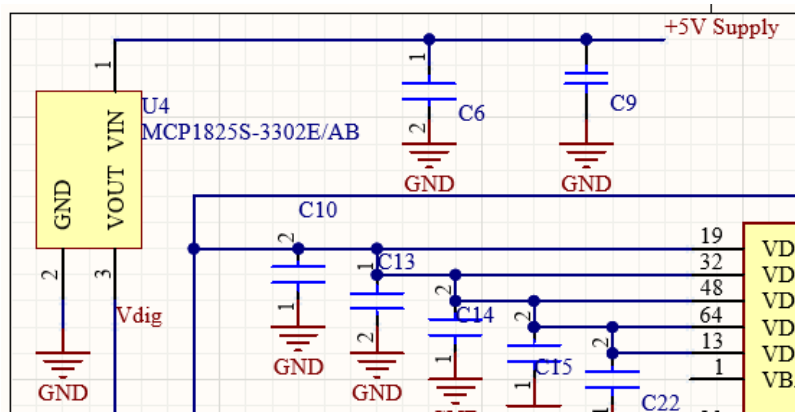 +5V Supply
1
U4
MCP1825S-3302E/AB
VIN
VOUT
GND
1
C6
2
GND
C9
GND
2
3
Vdig
GND
C10
2
1
GND
C13
1
2
GND
C14
2
1
C15
2
1
C22
2
19
32
48
64
13
1
VD
VD
VD
VD
VD
VB